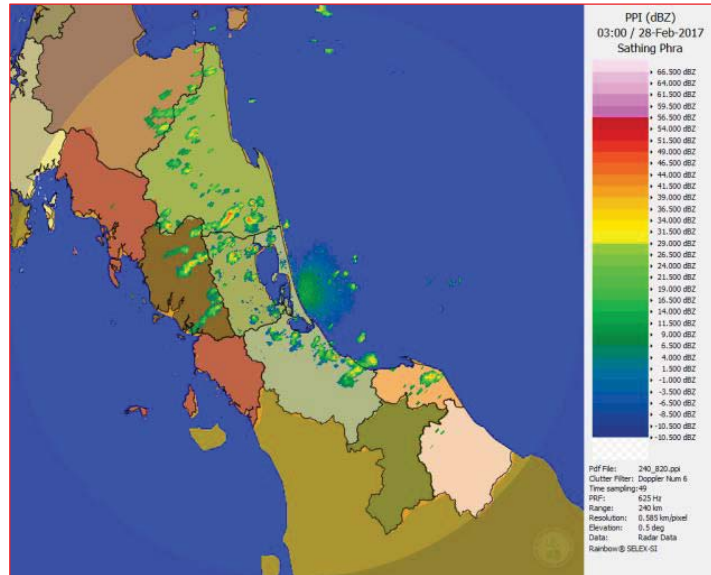 PPI (dBZ)
03:00 / 28-Feb-2017
Sathing Phra
66.500 dBZ
64.000 dBZ
61.500 dBZ
59.500 dBZ
56.500 dBZ
54.000 dBZ
51.500 dBZ
49.000 dBZ
46.500 dBZ
44.000 dBZ
41.500 dBZ
39.000 dBZ
36.500 dBZ
34.000 dBZ
31.500 dBZ
29.000 dBZ
26.500 dBZ
24.000 dBZ
21.500 dBZ
19.000 dBZ
16.500 dBZ
14.000 dBZ
11.500 dBZ
9.000 dBZ
6.500 dBZ
4.000 dBZ
1.500 dBZ
-1.000 dBZ
-3.500 dBZ
-6.000 dBZ
-8.500 dBZ
-10.500 dBZ
-10.500 dBZ
Pdf File: 240_820.ppi
Clutter Filter: Doppler Num 6
Time sampling: 49
PRF: 625 Hz
Range: 240 km
Resolution: 0.585 km/pixel
Elevation: 0.5 deg
Data: Radar Data
Rainbow® SELEX-SI